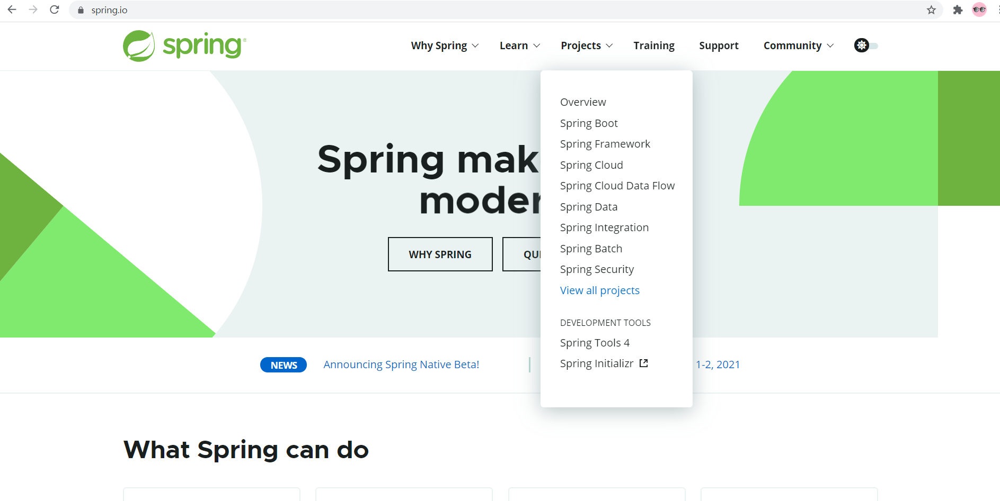 spring.io
spring®
Why Spring Learn Projects Training Support Community
Overview
Spring Boot
Spring Framework
Spring Cloud
Spring Cloud Data Flow
Spring Data
Spring Integration
Spring Batch
Spring Security
View all projects
DEVELOPMENT TOOLS
Spring Tools 4
Spring Initializr
Spring mak
moder
WHY SPRING QUI
NEWS Announcing Spring Native Beta! 1-2, 2021
What Spring can do